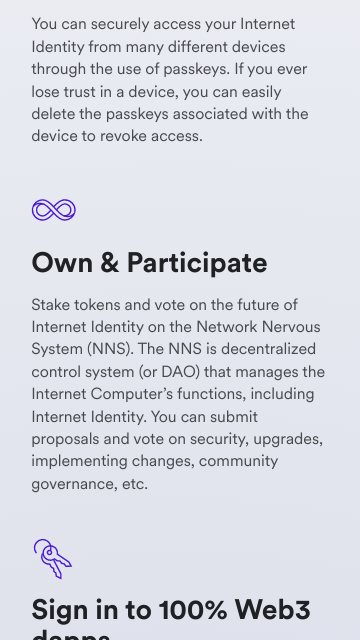 You can securely access your Internet
Identity from many different devices
through the use of passkeys. If you ever
lose trust in a device, you can easily
delete the passkeys associated with the
device to revoke access.
Own & Participate
Stake tokens and vote on the future of
Internet Identity on the Network Nervous
System (NNS). The NNS is decentralized
control system (or DAO) that manages the
Internet Computer’s functions, including
Internet Identity. You can submit
proposals and vote on security, upgrades,
implementing changes, community
governance, etc.
Sign in to 100% Web3
dapps